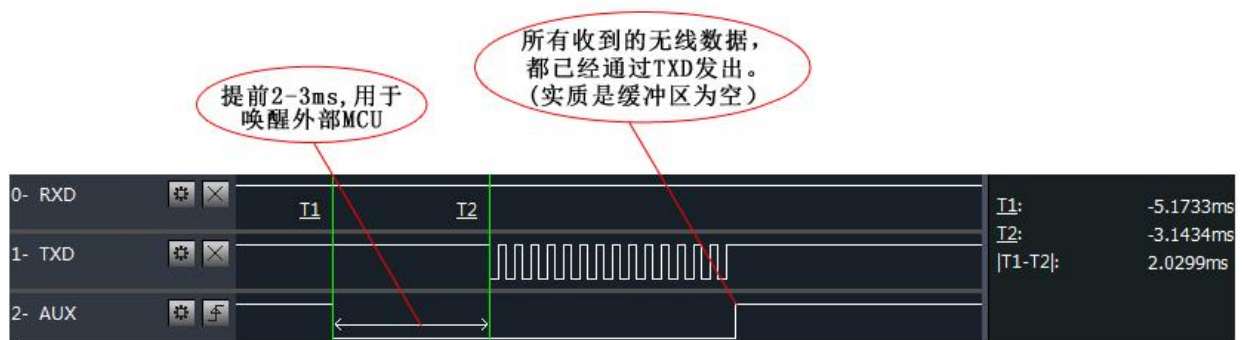 所有收到的无线数据，
都已经通过TXD发出。
(实质是缓冲区为空)
提前2-3ms,用于
唤醒外部MCU
0- RXD
T1
T2
T1: -5.1733ms
T2: -3.1434ms
1- TXD
|T1-T2|: 2.0299ms
2- AUX